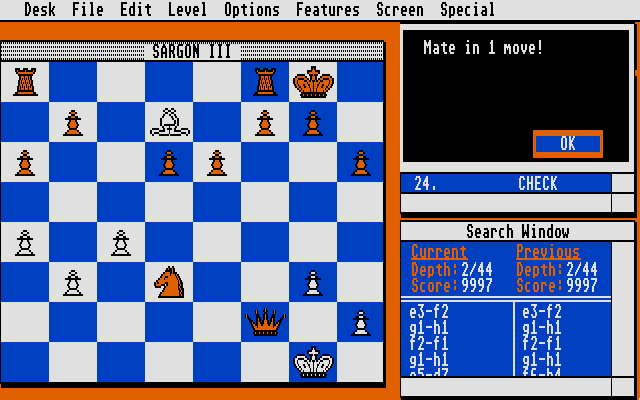 Desk File Edit Level Options Features Screen Special
SARGON III
Mate in 1 move!
OK
24. CHECK
Search Window
Current Previous
Depth:2/44 Depth:2/44
Score:9997 Score:9997
e3-f2 e3-f2
g1-h1 g1-h1
f2-f1 f2-f1
g1-h1 g1-h1